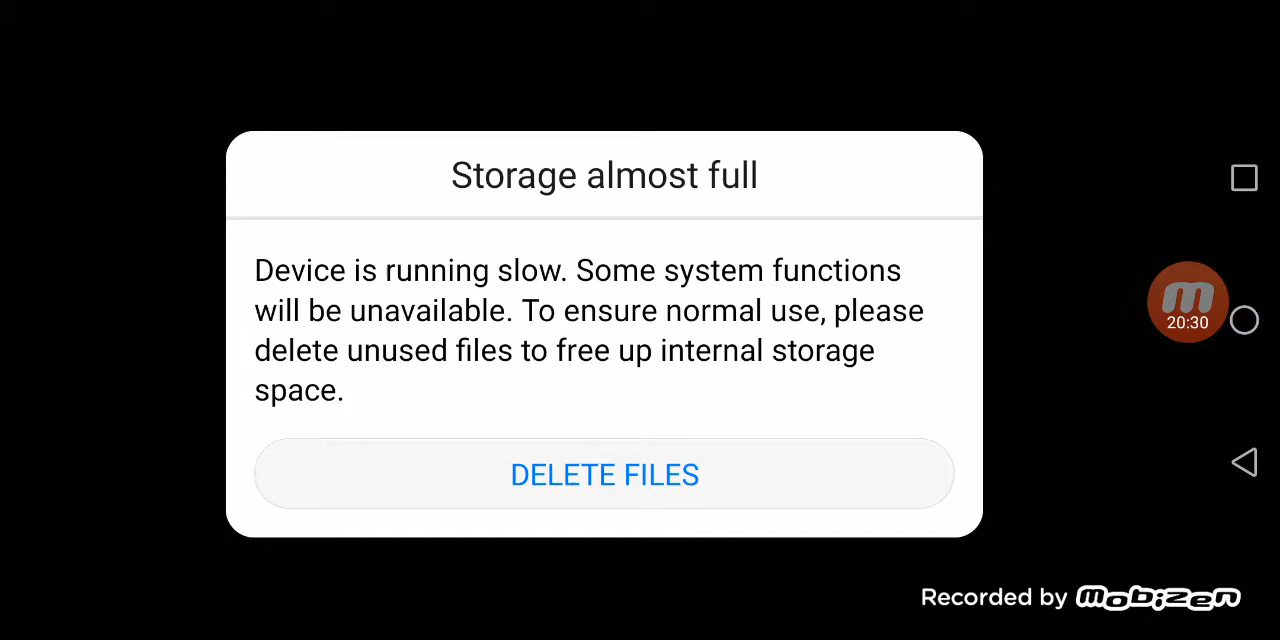 Storage almost full
Device is running slow. Some system functions
will be unavailable. To ensure normal use, please
delete unused files to free up internal storage
space.
DELETE FILES
m
20:30
Recorded by mobizen